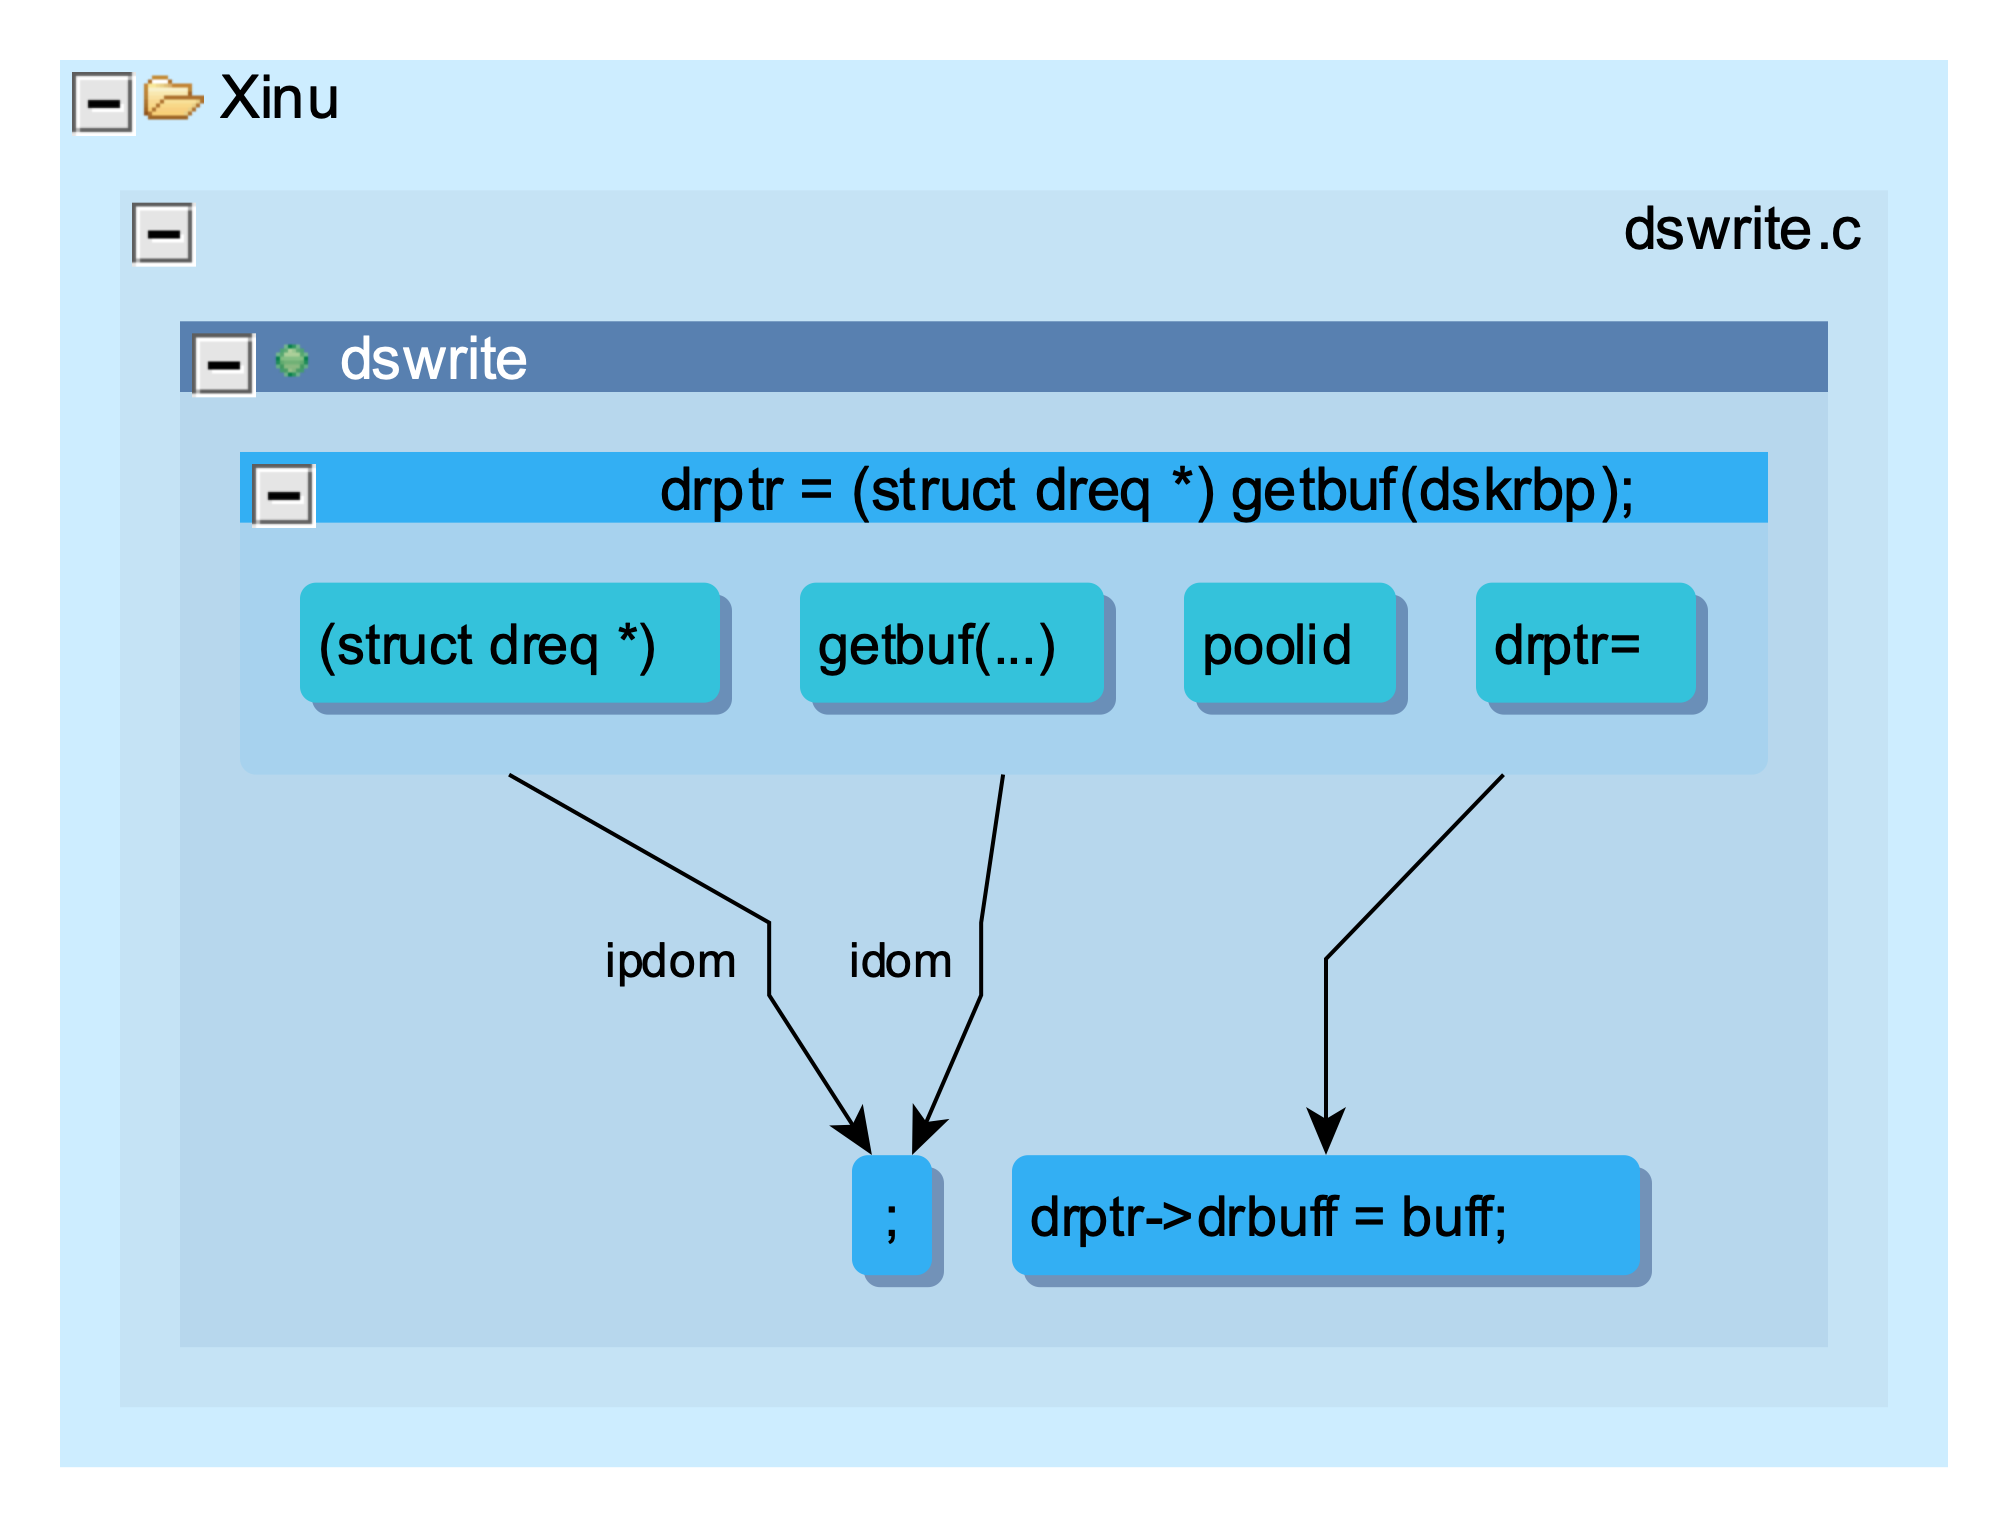 Xinu
dswrite.c
dswrite
drptr = (struct dreq *) getbuf(dskrbp);
(struct dreq *)
getbuf(...)
poolid
drptr=
ipdom
idom
;
drptr->drbuff = buff;